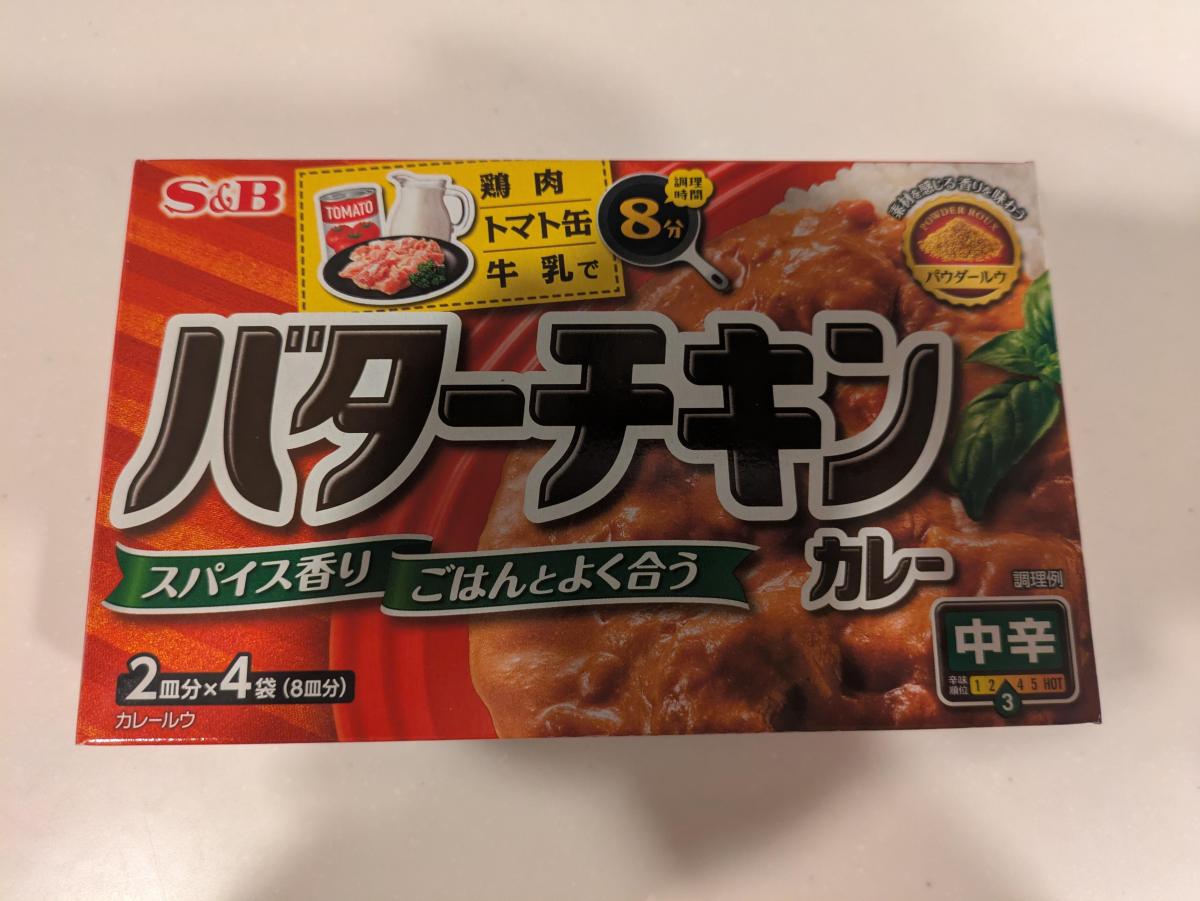 S&B
TOMATO
鶏肉
トマト缶
牛乳で
調理
時間
8分
素材を感じる 香りを味わう
POWDER ROUX
パウダールウ
バターチキン
カレー
スパイス香り
ごはんとよく合う
調理例
中辛
辛味
順位
1 2 3 4 5 HOT
2皿分×4袋(8皿分)
カレールウ